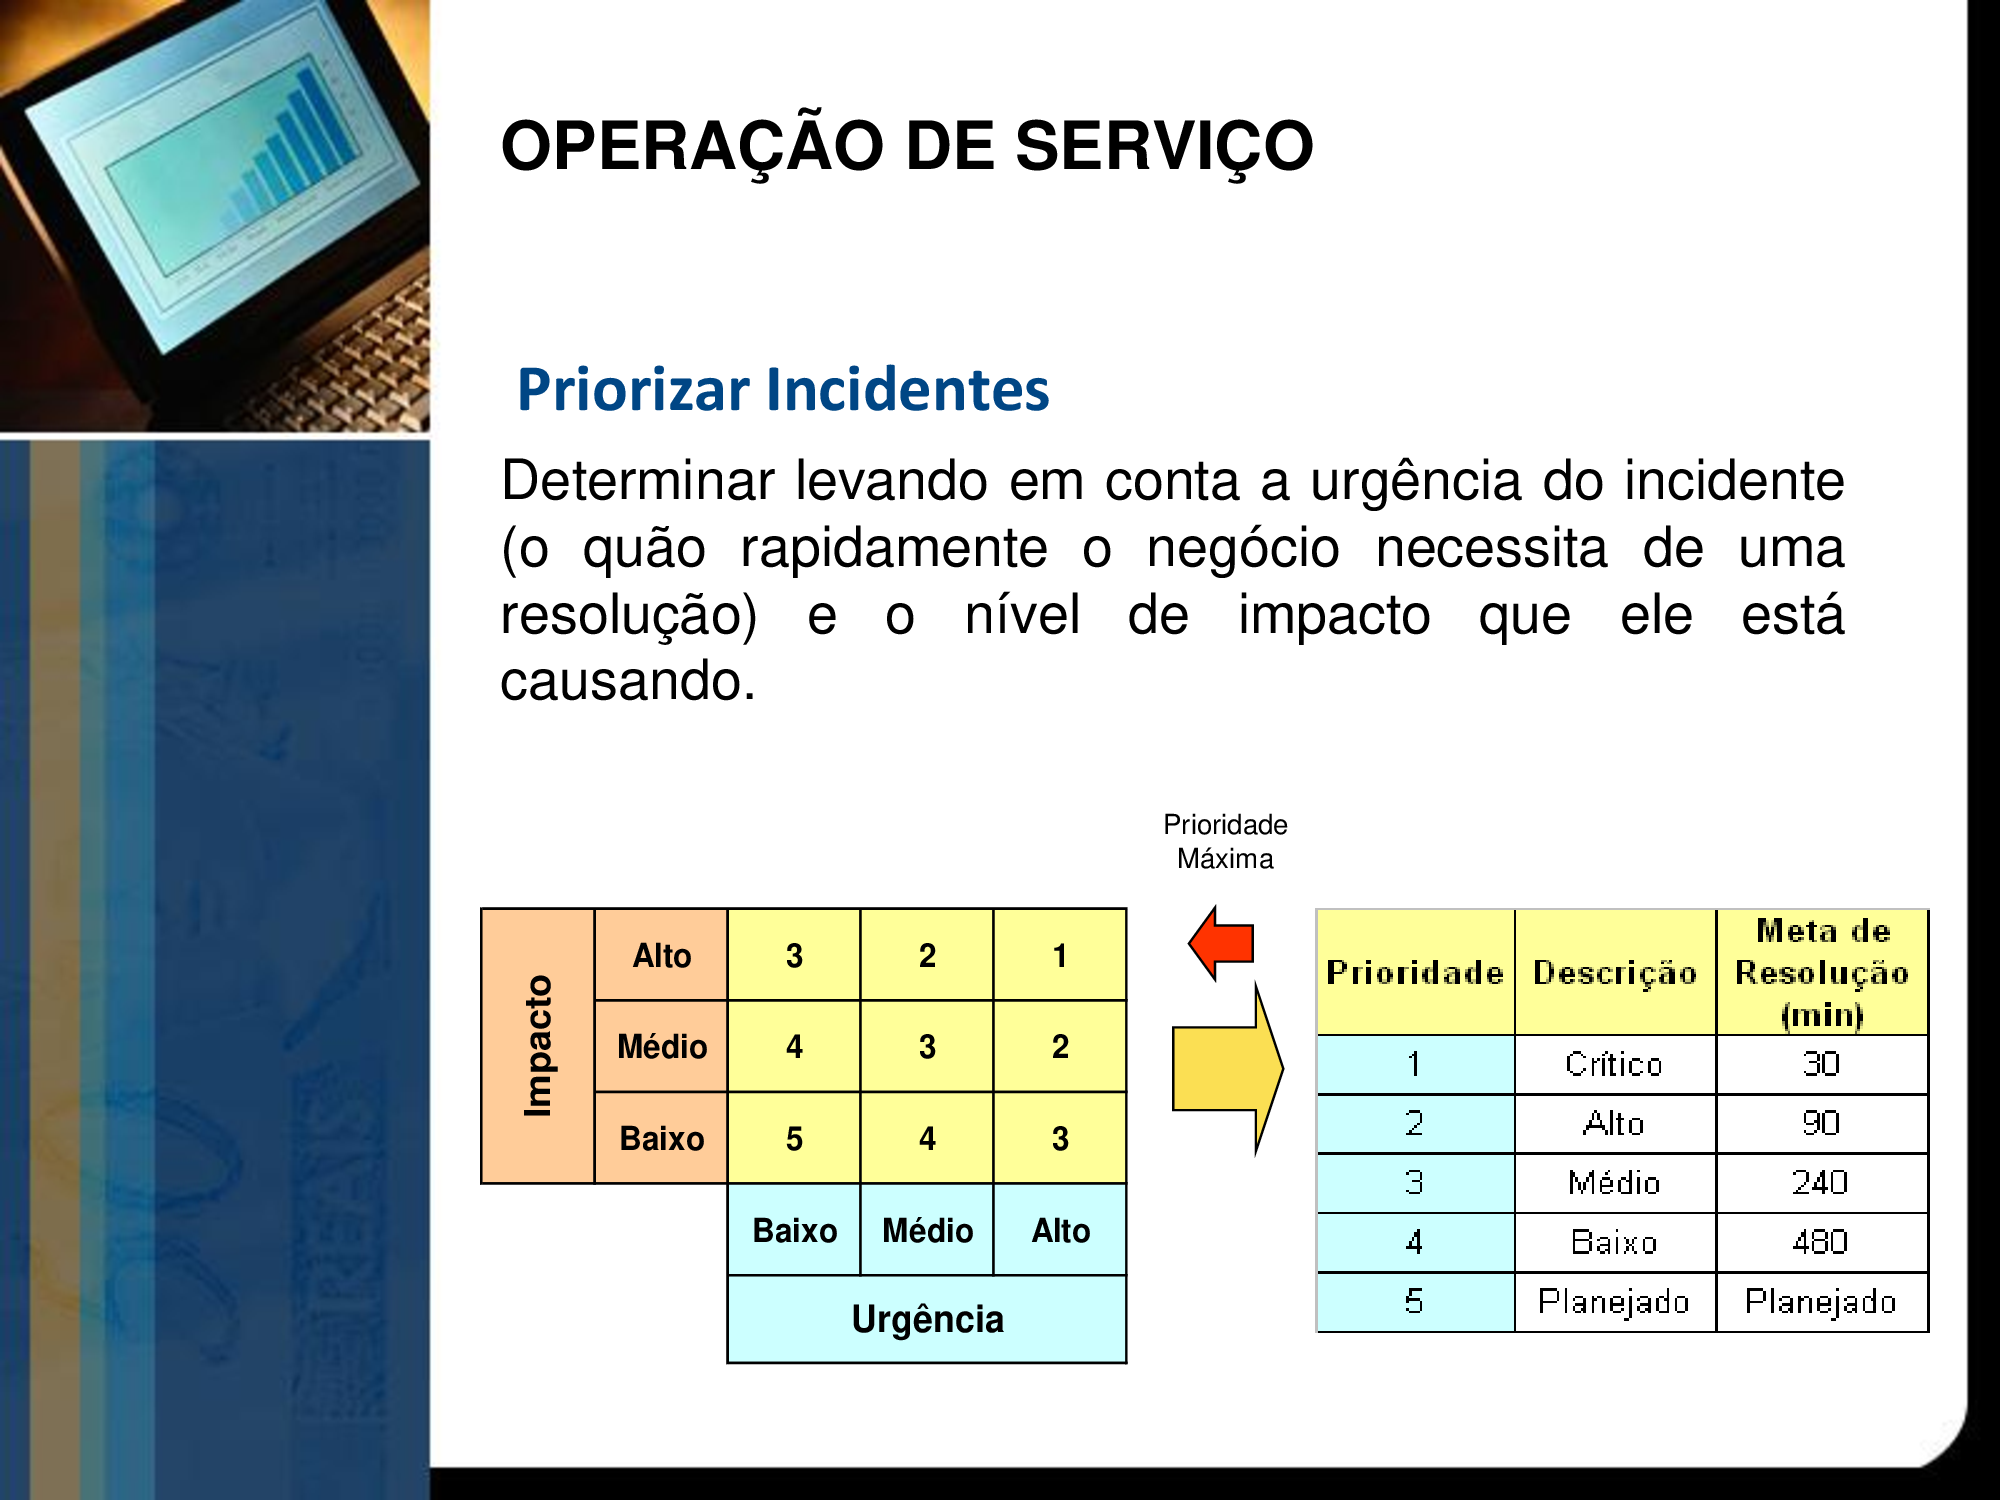 OPERAÇÃO DE SERVIÇO
Priorizar Incidentes
Determinar levando em conta a urgência do incidente
(o quão rapidamente o negócio necessita de uma
resolução) e o nível de impacto que ele está
causando.
Prioridade
Máxima
Impacto
Alto 3 2 1
Médio 4 3 2
Baixo 5 4 3
Baixo Médio Alto
Urgência
Prioridade Descrição Meta de Resolução (min)
1 Crítico 30
2 Alto 90
3 Médio 240
4 Baixo 480
5 Planejado Planejado